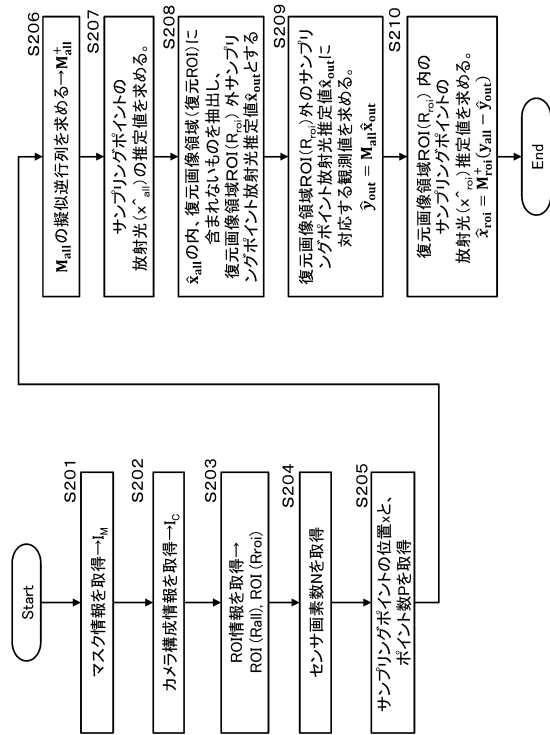 Start
S201
マスク情報を取得→I_M
S202
カメラ構成情報を取得→I_C
S203
ROI情報を取得→
ROI (Rall), ROI (Rroi)
S204
センサ画素数Nを取得
S205
サンプリングポイントの位置xと、
ポイント数Pを取得
S206
M_allの擬似逆行列を求める→M⁺_all
S207
サンプリングポイントの
放射光(x^_all)の推定値を求める。
S208
x̂_allの内、復元画像領域(復元ROI)に
含まれないものを抽出し、
復元画像領域ROI(R_roi)外サンプリ
ングポイント放射光推定値x̂_outとする
S209
復元画像領域ROI(R_roi)外のサンプリ
ングポイント放射光推定値x̂_outに
対応する観測値を求める。
ŷ_out = M_all x̂_out
S210
復元画像領域ROI(R_roi)内の
サンプリングポイントの
放射光(x^_roi)推定値を求める。
x̂_roi = M⁺_roi(y_all − ŷ_out)
End